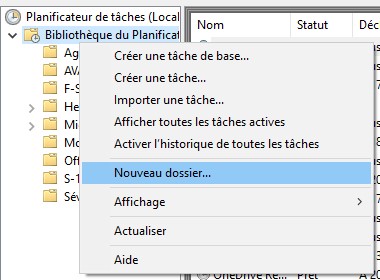 Planificateur de tâches (Local
Nom Statut Déc
Bibliothèque du Planificat
Ag
AVA
F-S
He
Mi
Mo
Off
S-1
Sév
Créer une tâche de base...
Créer une tâche...
Importer une tâche...
Afficher toutes les tâches actives
Activer l'historique de toutes les tâches
Nouveau dossier...
Affichage
Actualiser
Aide
OneDrive Re... Prêt À 20